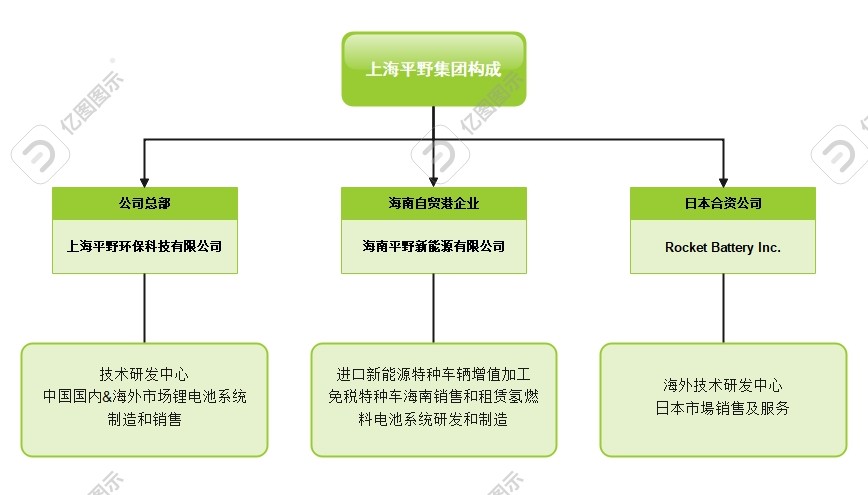 上海平野集团构成
公司总部
上海平野环保科技有限公司
海南自贸港企业
海南平野新能源有限公司
日本合资公司
Rocket Battery Inc.
技术研发中心
中国国内&海外市场锂电池系统
制造和销售
进口新能源特种车辆增值加工
免税特种车海南销售和租赁氢燃
料电池系统研发和制造
海外技术研发中心
日本市場销售及服务
亿图图示
亿图图示
亿图图示
亿图图示